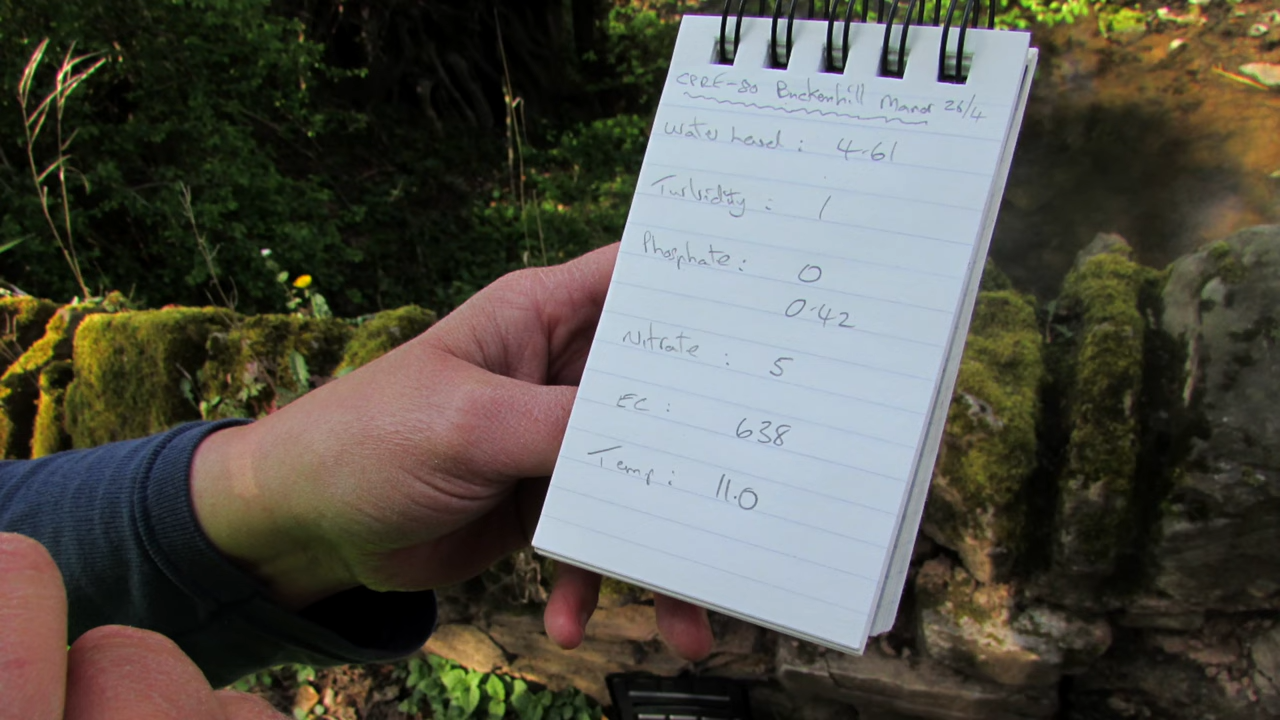 CPRE-80 Buckenhill Manor 26/4
Water Level : 4.61
Turbidity : 1
Phosphate : 0
0.42
Nitrate : 5
EC : 638
Temp : 11.0